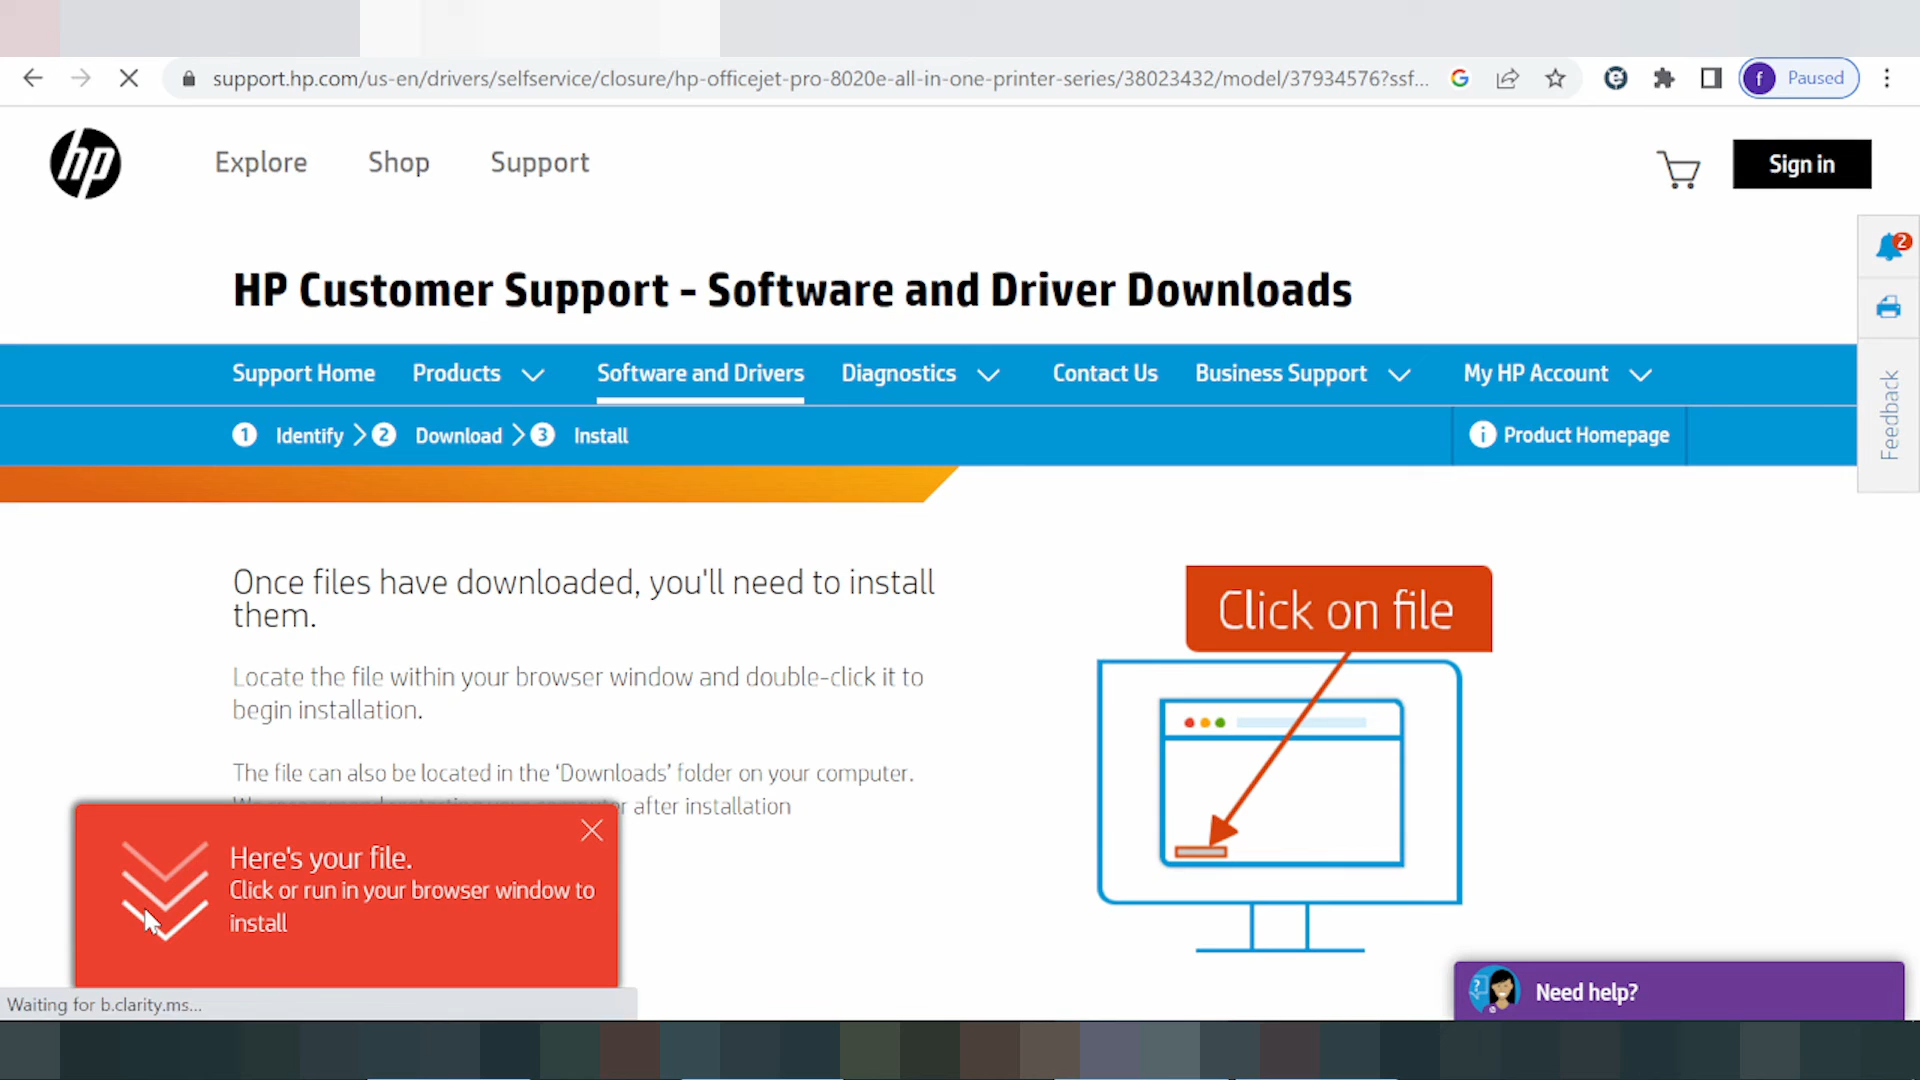 support.hp.com/us-en/drivers/selfservice/closure/hp-officejet-pro-8020e-all-in-one-printer-series/38023432/model/37934576?ssf...
f Paused
hp Explore Shop Support
Sign in
2
HP Customer Support - Software and Driver Downloads
Support Home Products Software and Drivers Diagnostics Contact Us Business Support My HP Account
Feedback
1 Identify 2 Download 3 Install
Product Homepage
Once files have downloaded, you'll need to install
them.
Locate the file within your browser window and double-click it to
begin installation.
The file can also be located in the ‘Downloads’ folder on your computer.
after installation
Click on file
Here's your file.
Click or run in your browser window to
install
Need help?
Waiting for b.clarity.ms...